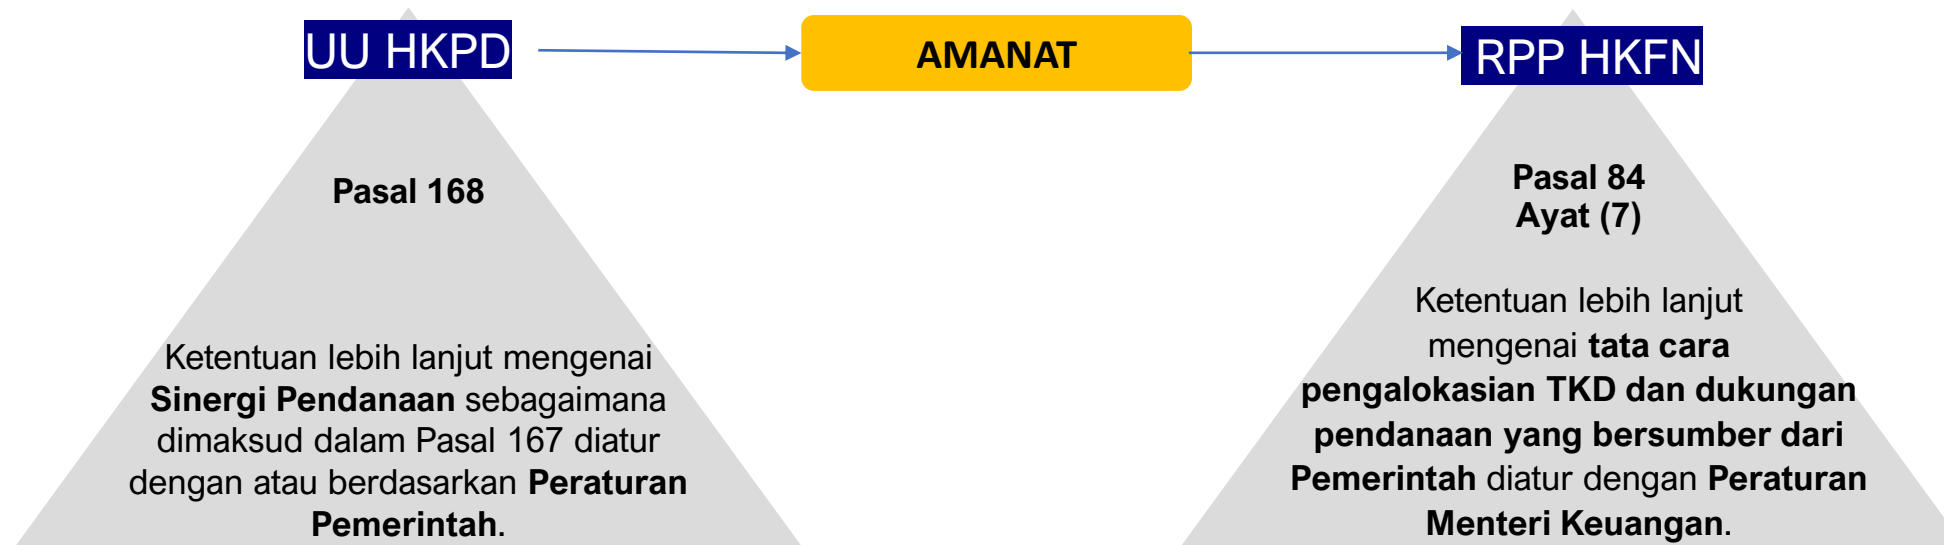 UU HKPD
AMANAT
RPP HKFN
Pasal 168
Ketentuan lebih lanjut mengenai
Sinergi Pendanaan sebagaimana
dimaksud dalam Pasal 167 diatur
dengan atau berdasarkan Peraturan
Pemerintah.
Pasal 84
Ayat (7)
Ketentuan lebih lanjut
mengenai tata cara
pengalokasian TKD dan dukungan
pendanaan yang bersumber dari
Pemerintah diatur dengan Peraturan
Menteri Keuangan.